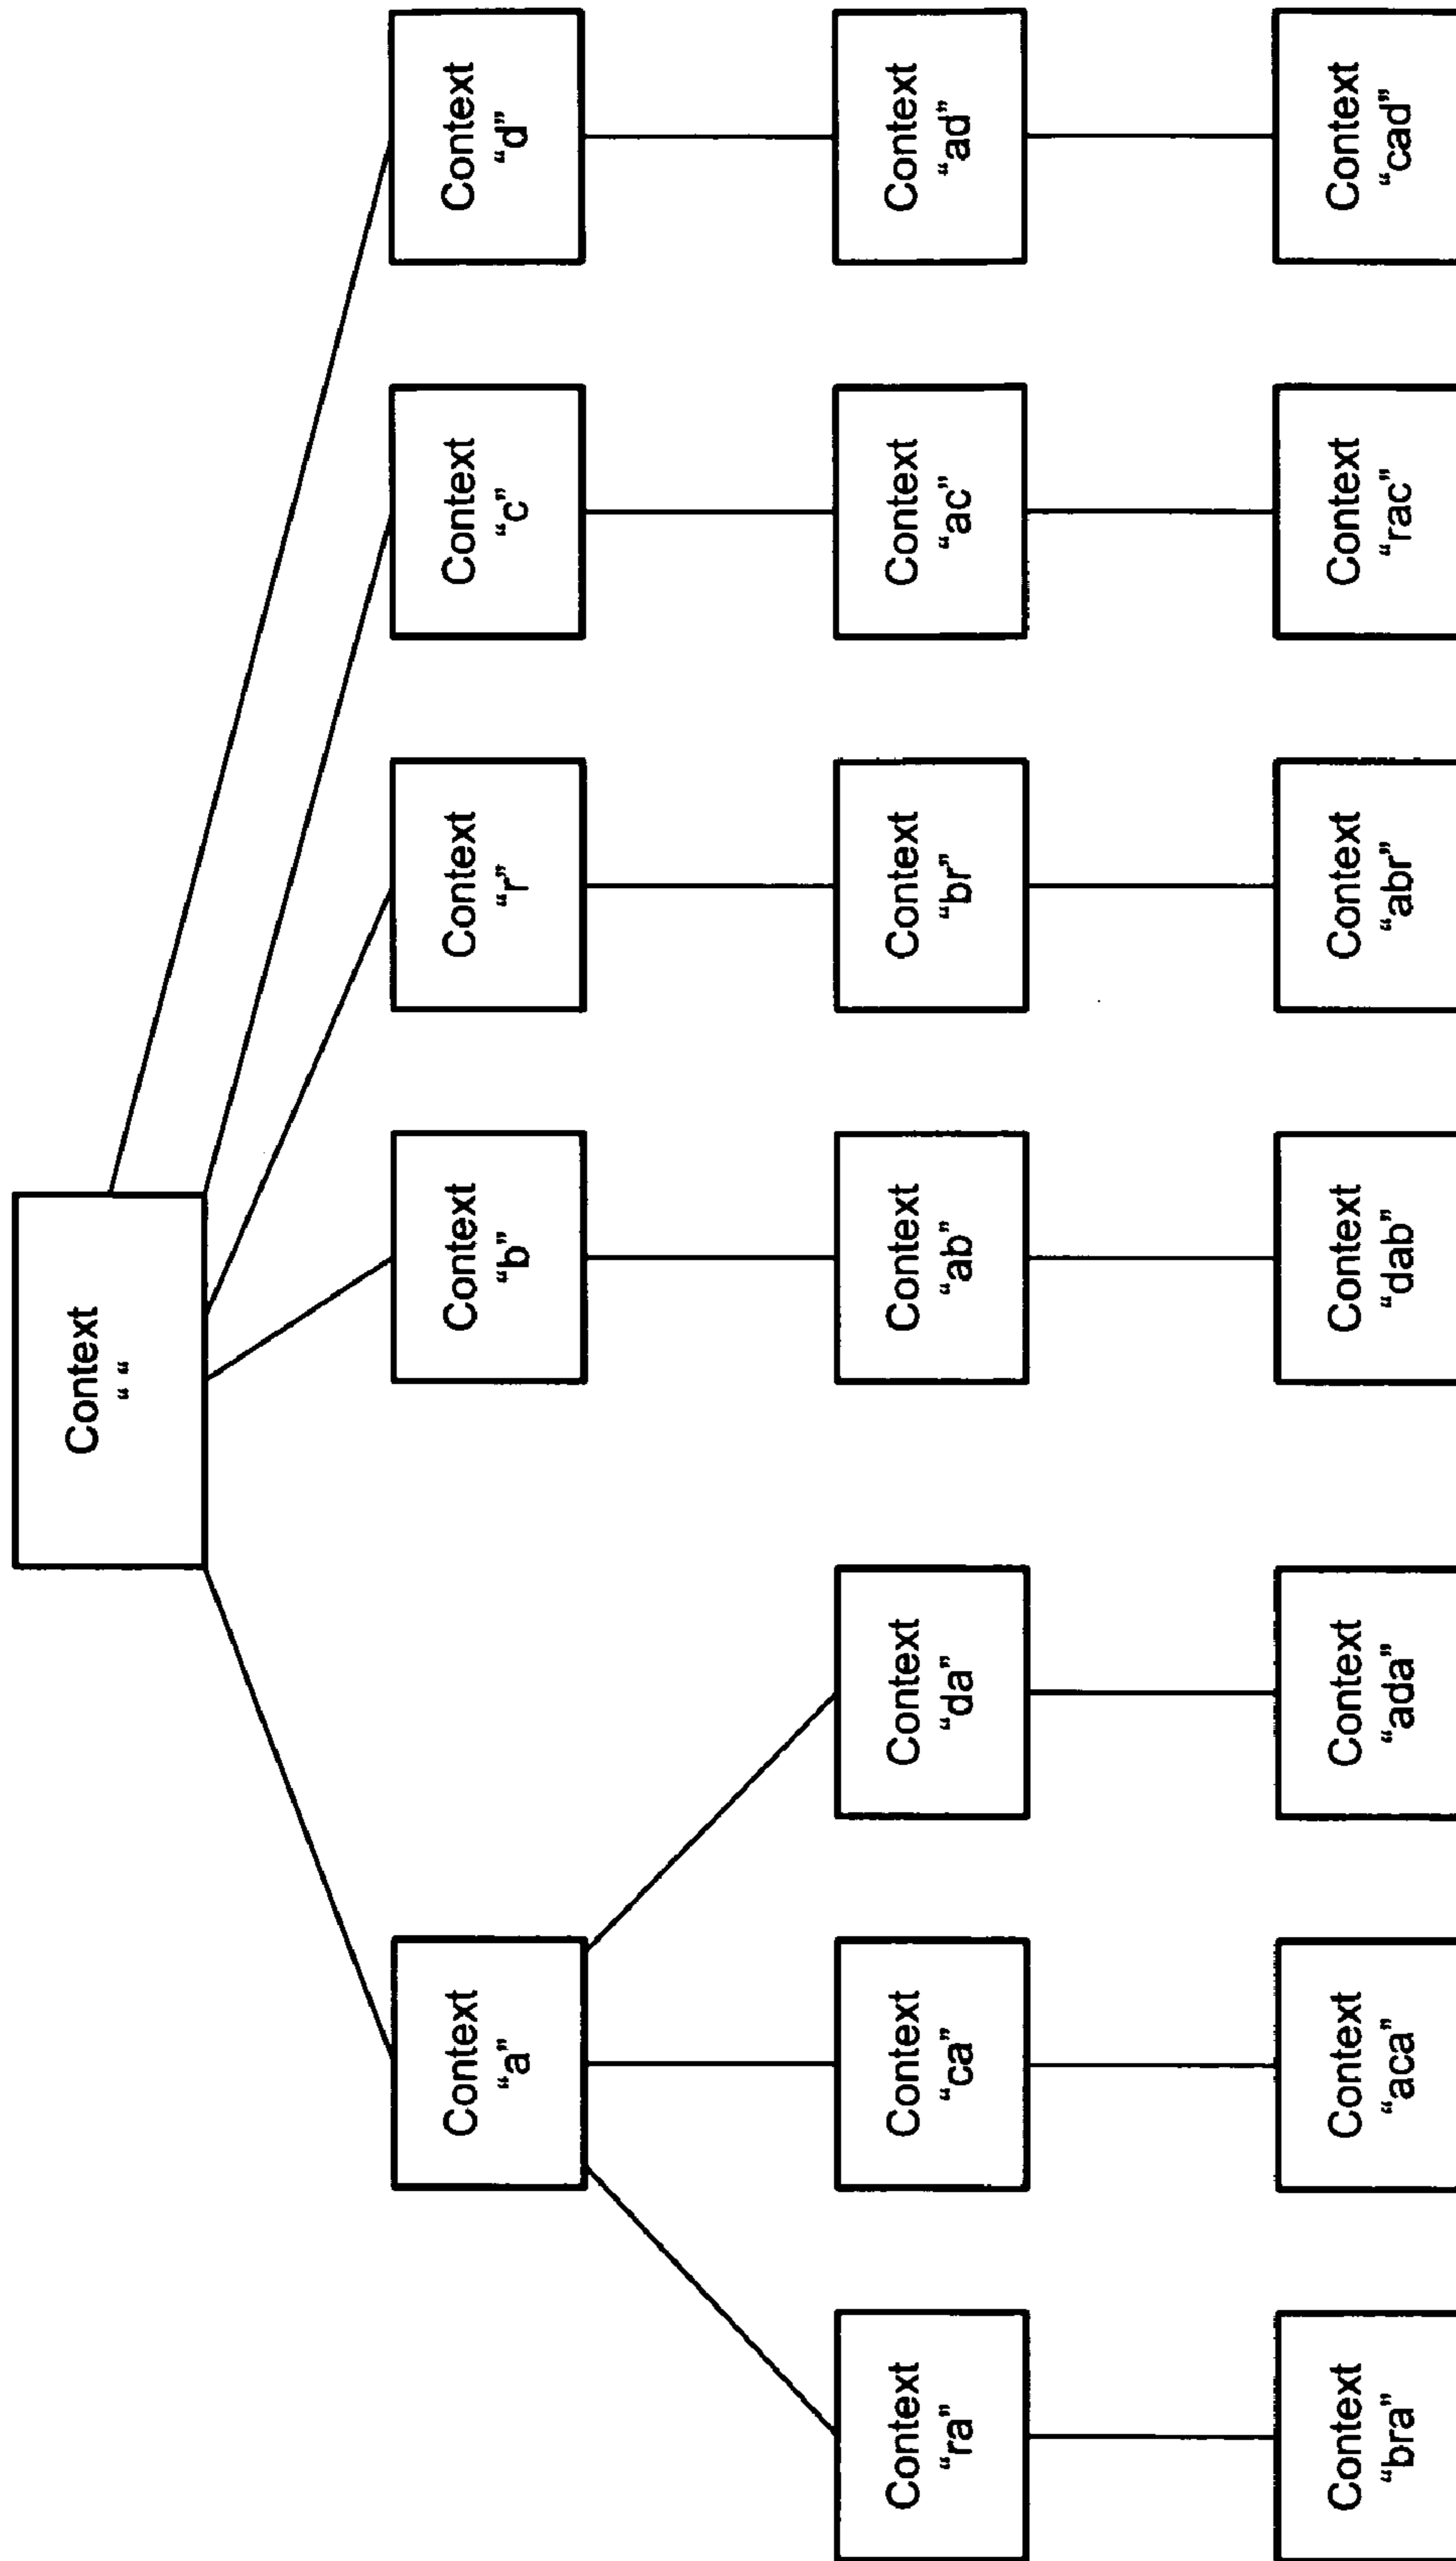 Context
“ “
Context
“a”
Context
“b”
Context
“r”
Context
“c”
Context
“d”
Context
“ra”
Context
“ca”
Context
“da”
Context
“ab”
Context
“br”
Context
“ac”
Context
“ad”
Context
“bra”
Context
“aca”
Context
“ada”
Context
“dab”
Context
“abr”
Context
“rac”
Context
“cad”